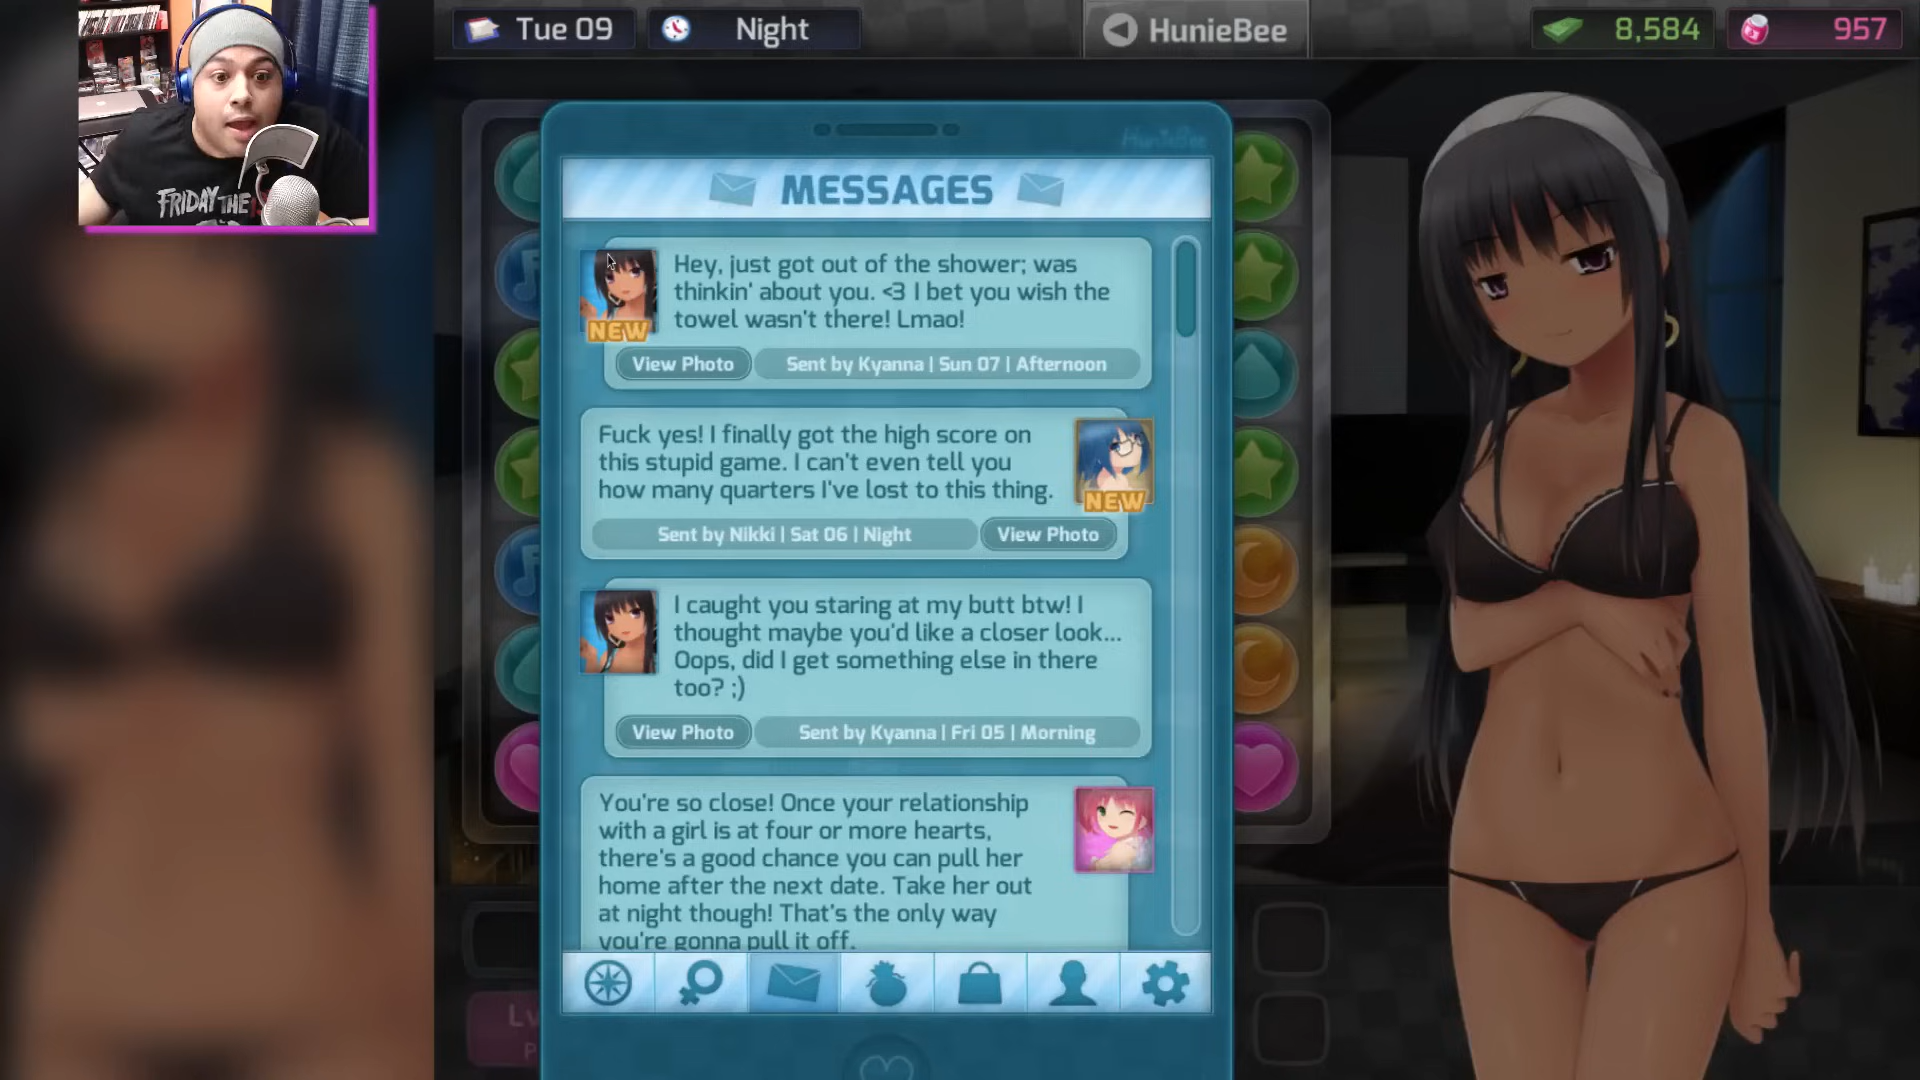 Tue 09
Night
HunieBee
8,584
957
FRIDAY THE
HunieBee
MESSAGES
Hey, just got out of the shower; was
thinkin' about you. <3 I bet you wish the
towel wasn't there! Lmao!
NEW
View Photo
Sent by Kyanna | Sun 07 | Afternoon
Fuck yes! I finally got the high score on
this stupid game. I can't even tell you
how many quarters I've lost to this thing.
NEW
Sent by Nikki | Sat 06 | Night
View Photo
I caught you staring at my butt btw! I
thought maybe you'd like a closer look...
Oops, did I get something else in there
too? ;)
View Photo
Sent by Kyanna | Fri 05 | Morning
You're so close! Once your relationship
with a girl is at four or more hearts,
there's a good chance you can pull her
home after the next date. Take her out
at night though! That's the only way
you're gonna pull it off.